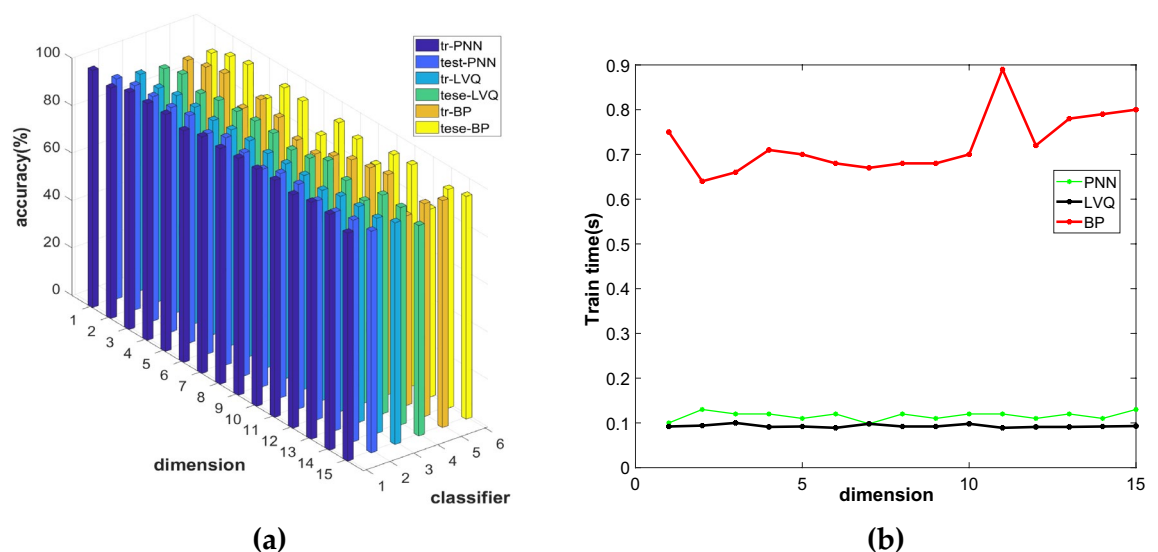 100
80
60
40
20
0
accuracy(%)
1
2
3
4
5
6
7
8
9
10
11
12
13
14
15
dimension
1
2
3
4
5
6
classifier
tr-PNN
test-PNN
tr-LVQ
tese-LVQ
tr-BP
tese-BP
(a)
0.9
0.8
0.7
0.6
0.5
0.4
0.3
0.2
0.1
0
Train time(s)
0
5
10
15
dimension
PNN
LVQ
BP
(b)